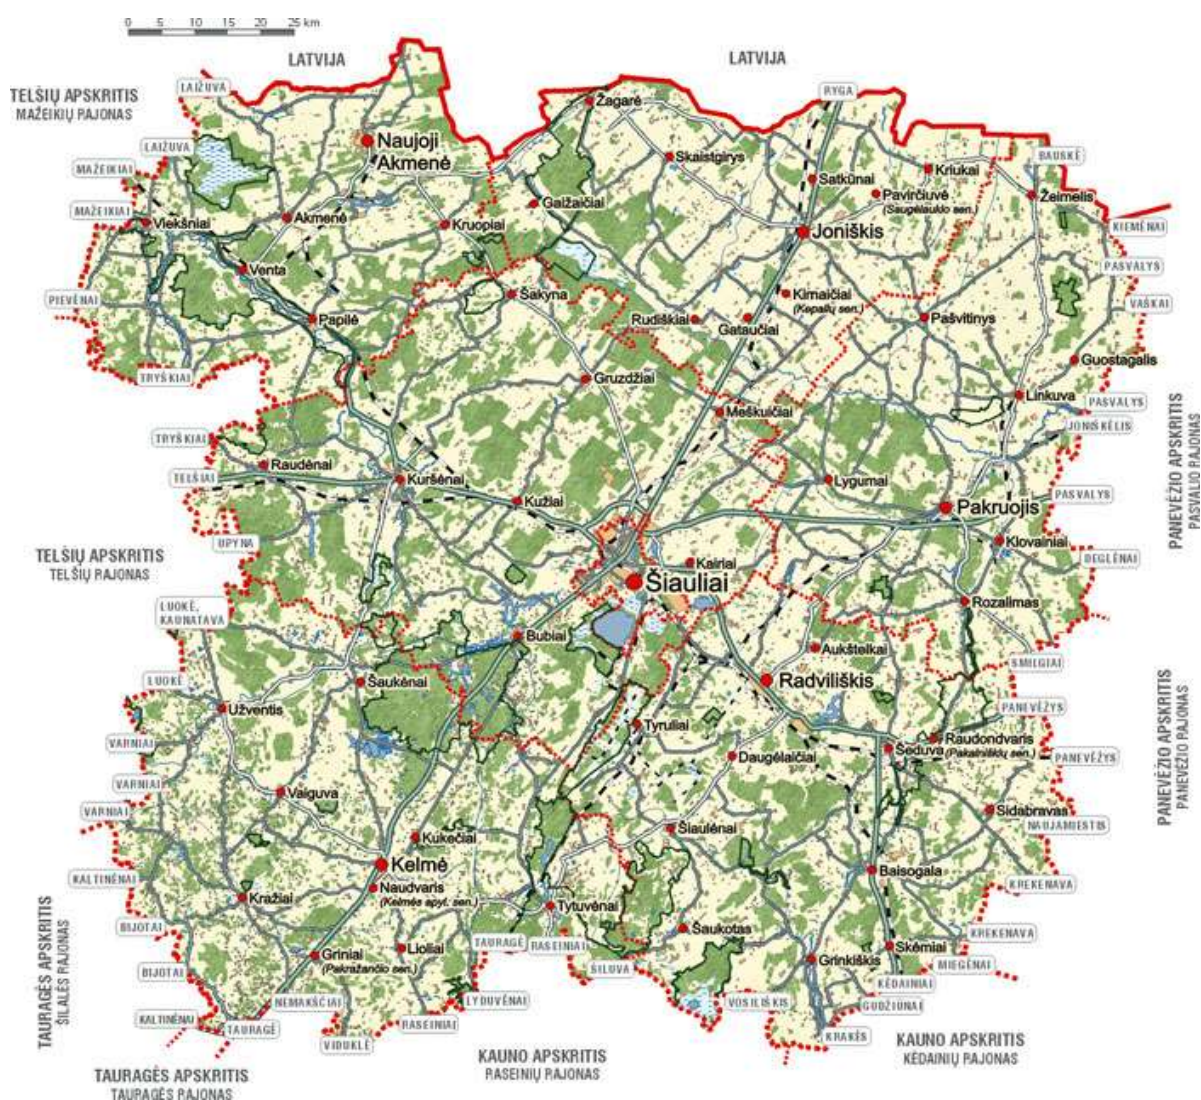 0 5 10 15 20 25 km
LATVIJA
LATVIJA
TELŠIŲ APSKRITIS
MAŽEIKIŲ RAJONAS
LAIŽUVA
RYGA
Žagarė
Naujoji
Akmenė
LAIŽUVA
Skaistgirys
BAUSKĖ
MAŽEIKIAI
Satkūnai
Kriukai
Pavirčiuvė
(Saugėlaukio sen.)
Žeimelis
Gaižaičiai
MAŽEIKIAI
Viekšniai
Akmenė
Kruopiai
Joniškis
KIEMĖNAI
Venta
PASVALYS
PIEVĖNAI
Šakyna
Kirnaičiai
(Kepalių sen.)
VAŠKAI
Papilė
Rudiškiai
Gataučiai
Pašvitinys
Guostagalis
TRYŠKIAI
Gruzdžiai
Linkuva
PASVALYS
Meškuičiai
JONIŠKĖLIS
TRYŠKIAI
Raudėnai
TELŠIAI
Kuršėnai
Lygumai
PASVALYS
Kužiai
Pakruojis
PANEVĖŽIO APSKRITIS
PASVALIO RAJONAS
UPYNA
Klovainiai
DEGLĖNAI
TELŠIŲ APSKRITIS
TELŠIŲ RAJONAS
Kairiai
Šiauliai
LUOKĖ,
KAUNATAVA
Rozalimas
Bubiai
Aukštelkai
SMILGIAI
LUOKĖ
Šaukėnai
Radviliškis
Užventis
PANEVĖŽYS
VARNIAI
Tyruliai
Raudondvaris
(Pakalniškių sen.)
Šeduva
Daugėlaičiai
PANEVĖŽYS
PANEVĖŽIO APSKRITIS
PANEVĖŽIO RAJONAS
VARNIAI
Vaiguva
VARNIAI
Sidabravas
NAUJAMIESTIS
Kukečiai
Šiaulėnai
Kelmė
Baisogala
KALTINĖNAI
Naudvaris
(Kelmės apyl. sen.)
KREKENAVA
Kražiai
Tytuvėnai
BIJOTAI
Šaukotas
KREKENAVA
TAURAGĖ
RASEINIAI
Lioliai
Skėmiai
Griniai
(Pakražančio sen.)
Grinkiškis
MIEGĖNAI
BIJOTAI
ŠILUVA
KĖDAINIAI
NEMAKŠČIAI
LYDUVĖNAI
VOSILIŠKIS
GUDŽIŪNAI
KALTINĖNAI
TAURAGĖ
RASEINIAI
VIDUKLĖ
KRAKĖS
TAURAGĖS APSKRITIS
ŠILALĖS RAJONAS
KAUNO APSKRITIS
RASEINIŲ RAJONAS
KAUNO APSKRITIS
KĖDAINIŲ RAJONAS
TAURAGĖS APSKRITIS
TAURAGĖS RAJONAS